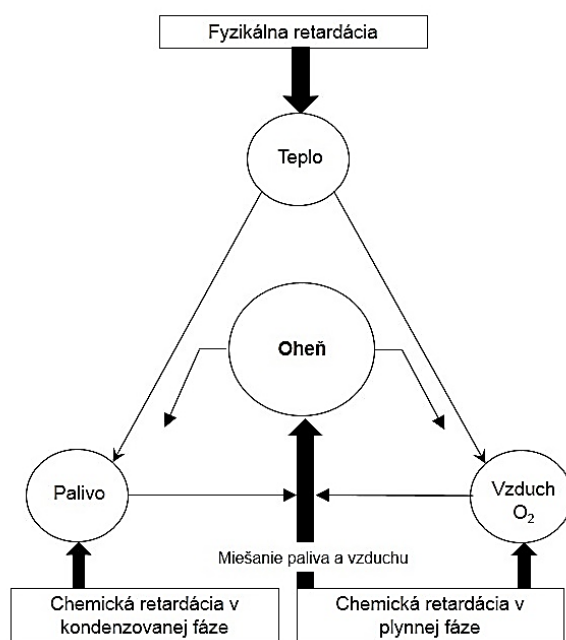 Fyzikálna retardácia
Teplo
Oheň
Palivo
Vzduch
O₂
Miešanie paliva a vzduchu
Chemická retardácia v
kondenzovanej fáze
Chemická retardácia v
plynnej fáze